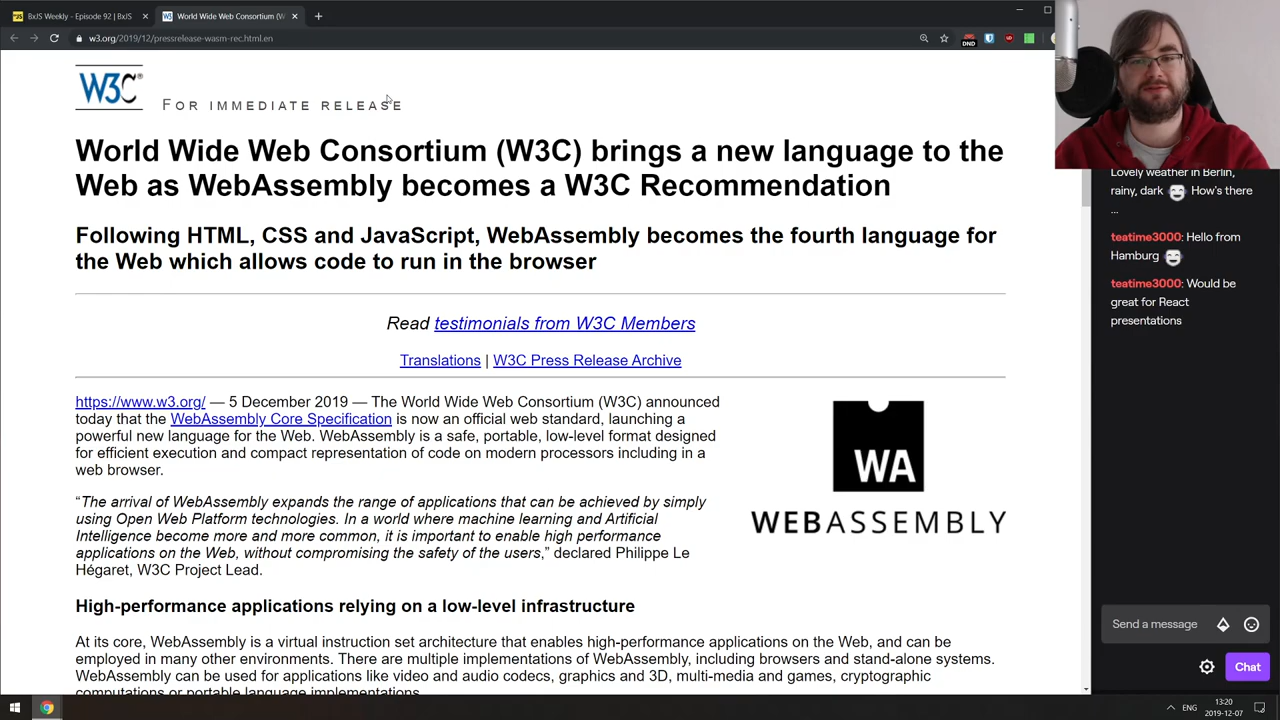 BxJS Weekly - Episode 92 | BxJS
World Wide Web Consortium (W
w3.org/2019/12/pressrelease-wasm-rec.html.en
DND
W3C®
FOR IMMEDIATE RELEASE
World Wide Web Consortium (W3C) brings a new language to the
Web as WebAssembly becomes a W3C Recommendation
Following HTML, CSS and JavaScript, WebAssembly becomes the fourth language for
the Web which allows code to run in the browser
Read testimonials from W3C Members
Translations | W3C Press Release Archive
https://www.w3.org/ — 5 December 2019 — The World Wide Web Consortium (W3C) announced
today that the WebAssembly Core Specification is now an official web standard, launching a
powerful new language for the Web. WebAssembly is a safe, portable, low-level format designed
for efficient execution and compact representation of code on modern processors including in a
web browser.
“The arrival of WebAssembly expands the range of applications that can be achieved by simply
using Open Web Platform technologies. In a world where machine learning and Artificial
Intelligence become more and more common, it is important to enable high performance
applications on the Web, without compromising the safety of the users,” declared Philippe Le
Hégaret, W3C Project Lead.
WA
WEBASSEMBLY
High-performance applications relying on a low-level infrastructure
At its core, WebAssembly is a virtual instruction set architecture that enables high-performance applications on the Web, and can be
employed in many other environments. There are multiple implementations of WebAssembly, including browsers and stand-alone systems.
WebAssembly can be used for applications like video and audio codecs, graphics and 3D, multi-media and games, cryptographic
computations or portable language implementations.
Lovely weather in Berlin,
rainy, dark How's there
...
teatime3000: Hello from
Hamburg
teatime3000: Would be
great for React
presentations
Send a message
Chat
ENG
13:20
2019-12-07